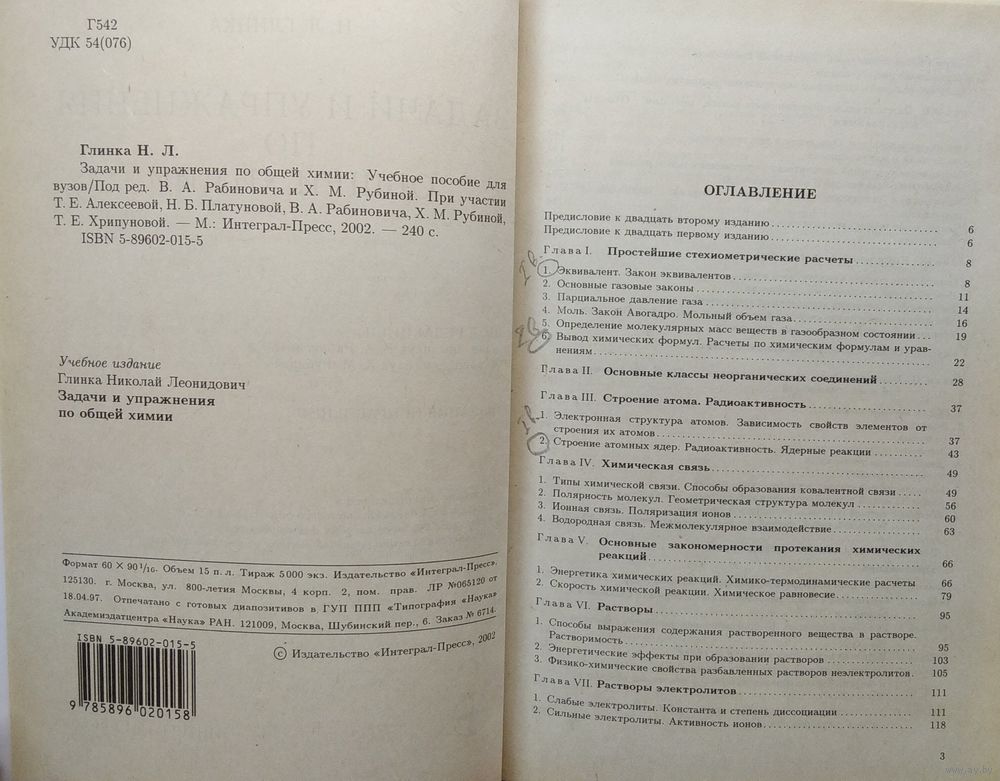 Г542
УДК 54(076)
Глинка Н. Л.
Задачи и упражнения по общей химии: Учебное пособие для
вузов/Под ред. В. А. Рабиновича и Х. М. Рубиной. При участии
Т. Е. Алексеевой, Н. Б. Платуновой, В. А. Рабиновича, Х. М. Рубиной,
Т. Е. Хрипуновой. — М.: Интеграл-Пресс, 2002. — 240 с.
ISBN 5-89602-015-5
Учебное издание
Глинка Николай Леонидович
Задачи и упражнения
по общей химии
Формат 60 × 90 1/16. Объем 15 п. л. Тираж 5 000 экз. Издательство «Интеграл-Пресс».
125130. г. Москва, ул. 800-летия Москвы, 4 корп. 2, пом. прав. ЛР №065120 от
18.04.97. Отпечатано с готовых диапозитивов в ГУП ППП «Типография «Наука»
Академиздатцентра «Наука» РАН. 121009, Москва, Шубинский пер., 6. Заказ № 6714.
ISBN 5-89602-015-5
9 785896 020158
© Издательство «Интеграл-Пресс», 2002
ОГЛАВЛЕНИЕ
Предисловие к двадцать второму изданию 6
Предисловие к двадцать первому изданию 6
Глава I. Простейшие стехиометрические расчеты 8
1. Эквивалент. Закон эквивалентов 8
2. Основные газовые законы 11
3. Парциальное давление газа 14
4. Моль. Закон Авогадро. Мольный объем газа 16
5. Определение молекулярных масс веществ в газообразном состоянии 19
6. Вывод химических формул. Расчеты по химическим формулам и урав-
нениям 22
Глава II. Основные классы неорганических соединений 28
Глава III. Строение атома. Радиоактивность 37
1. Электронная структура атомов. Зависимость свойств элементов от
строения их атомов 37
2. Строение атомных ядер. Радиоактивность. Ядерные реакции 43
Глава IV. Химическая связь 49
1. Типы химической связи. Способы образования ковалентной связи 49
2. Полярность молекул. Геометрическая структура молекул 56
3. Ионная связь. Поляризация ионов 60
4. Водородная связь. Межмолекулярное взаимодействие 63
Глава V. Основные закономерности протекания химических
реакций 66
1. Энергетика химических реакций. Химико-термодинамические расчеты 66
2. Скорость химической реакции. Химическое равновесие 79
Глава VI. Растворы 95
1. Способы выражения содержания растворенного вещества в растворе.
Растворимость 95
2. Энергетические эффекты при образовании растворов 103
3. Физико-химические свойства разбавленных растворов неэлектролитов. 105
Глава VII. Растворы электролитов 111
1. Слабые электролиты. Константа и степень диссоциации 111
2. Сильные электролиты. Активность ионов 118
3
www.ay.by